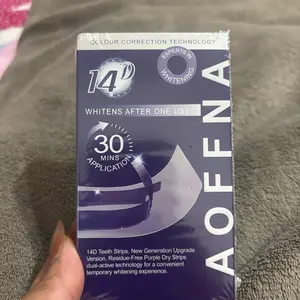 COLOUR CORRECTION TECHNOLOGY
14D
EXPERTS IN
WHITENING
WHITENS AFTER ONE USE
30
MINS
APPLICATION
AOFFNA
14D Teeth Strips. New Generation Upgrade
Version. Residue-Free Purple Dry Strips
dual-active technology for a convenient
temporary whitening experience.